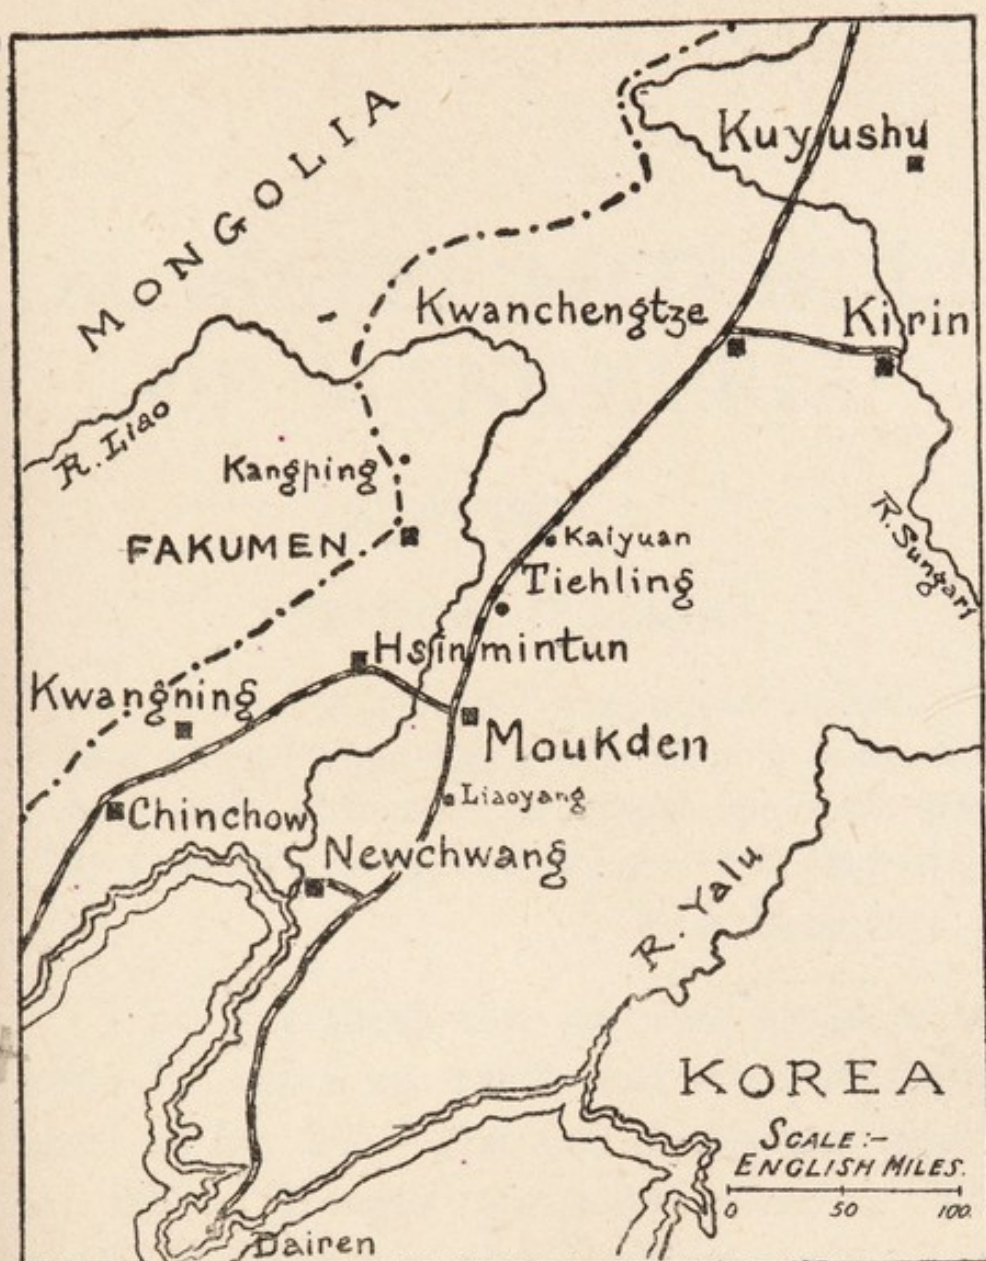 MONGOLIA
Kuyushu
Kwanchengtze
Kirin
R. Liao
Kangping
FAKUMEN
Kaiyuan
Tiehling
R. Sungari
Hsinmintun
Kwangning
Moukden
Liaoyang
Chinchow
Newchwang
R. Yalu
KOREA
SCALE:-
ENGLISH MILES.
0 50 100.
Dairen